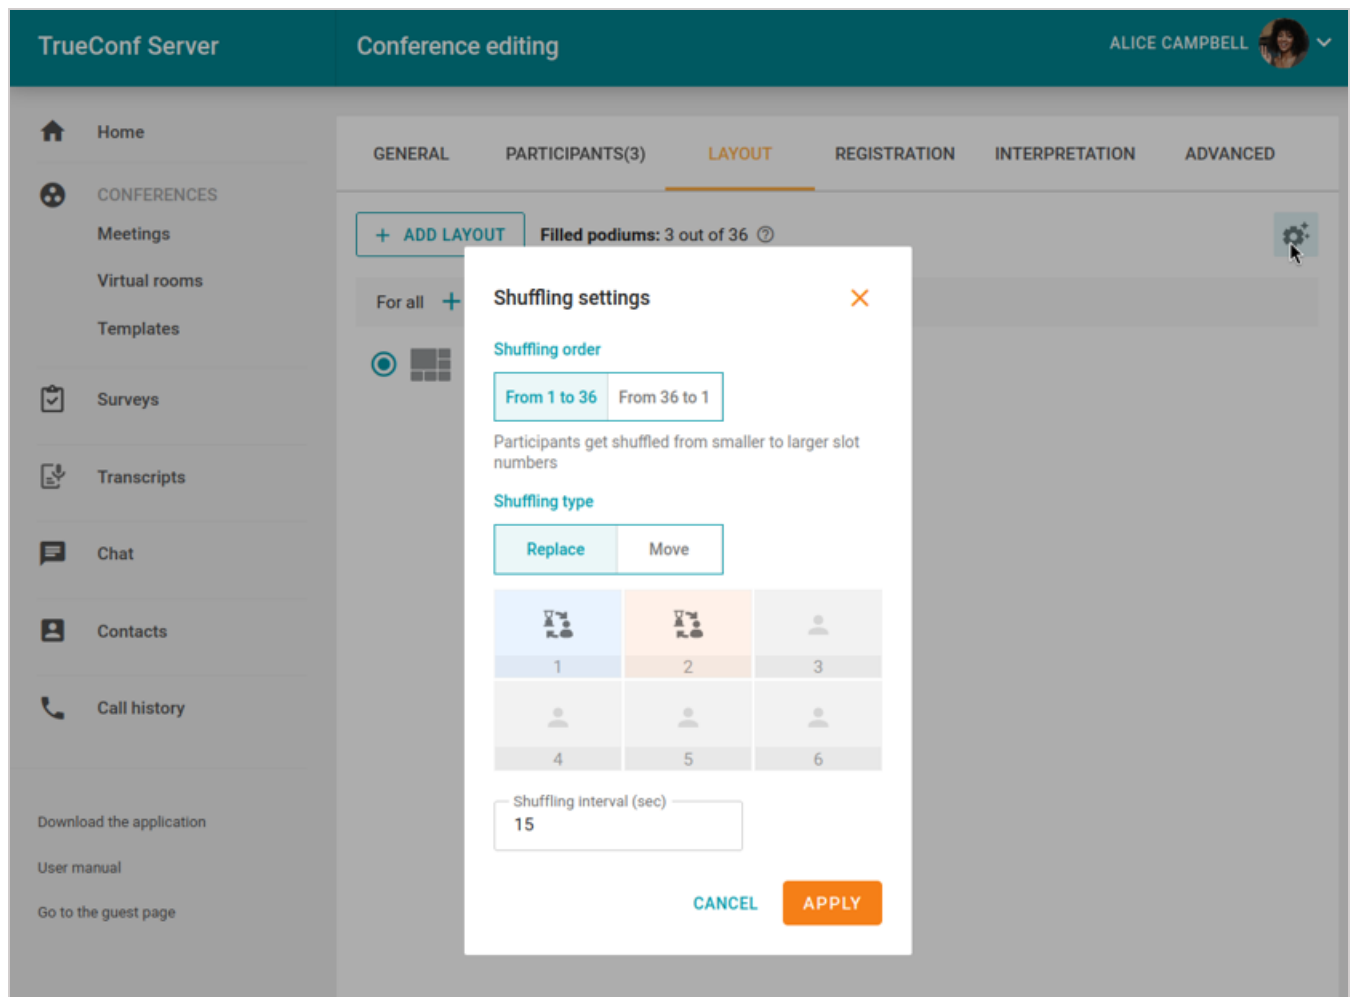 TrueConf Server
Conference editing
ALICE CAMPBELL
Home
CONFERENCES
Meetings
Virtual rooms
Templates
Surveys
Transcripts
Chat
Contacts
Call history
Download the application
User manual
Go to the guest page
GENERAL PARTICIPANTS(3) LAYOUT REGISTRATION INTERPRETATION ADVANCED
+ ADD LAYOUT Filled podiums: 3 out of 36 ?
For all +
Shuffling settings
Shuffling order
From 1 to 36 From 36 to 1
Participants get shuffled from smaller to larger slot
numbers
Shuffling type
Replace Move
1 2 3
4 5 6
Shuffling interval (sec)
15
CANCEL APPLY